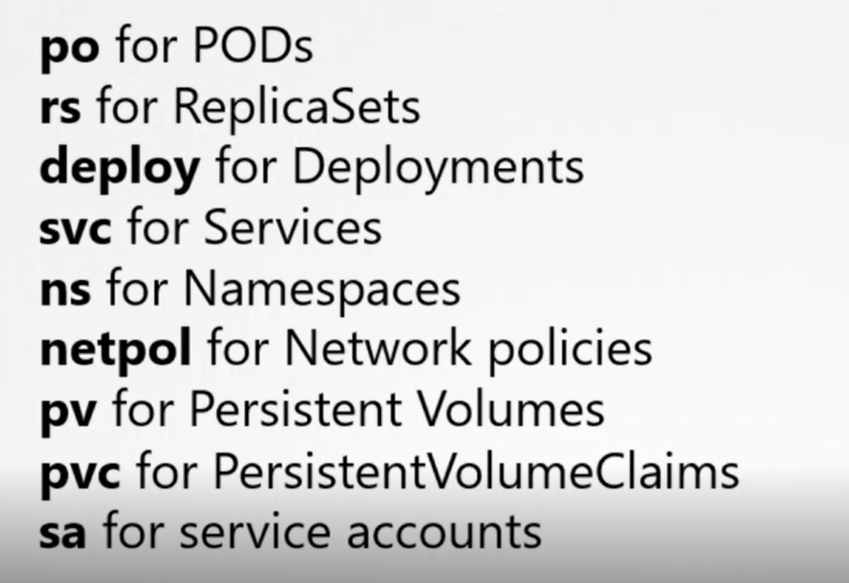 po for PODs
rs for ReplicaSets
deploy for Deployments
svc for Services
ns for Namespaces
netpol for Network policies
pv for Persistent Volumes
pvc for PersistentVolumeClaims
sa for service accounts